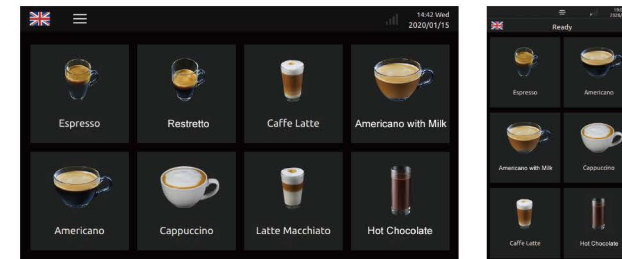 14:42 Wed
2020/01/15
Espresso
Restretto
Caffe Latte
Americano with Milk
Americano
Cappuccino
Latte Macchiato
Hot Chocolate
Ready
Espresso
Americano
Americano with Milk
Cappuccino
Caffe Latte
Hot Chocolate